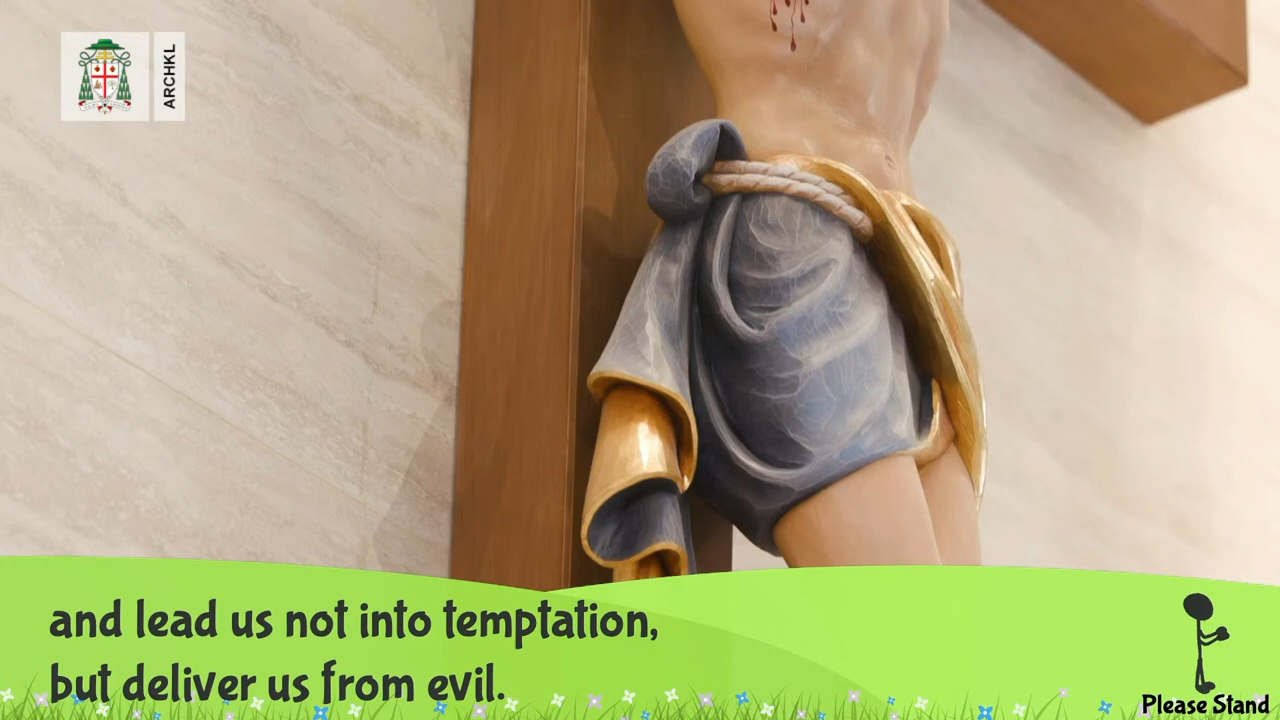 ARCHKL
and lead us not into temptation,
but deliver us from evil.
Please Stand